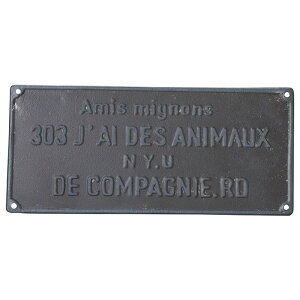 Amis mignons
303 J'AI DES ANIMAUX
N Y.U
DE COMPAGNIE.RD